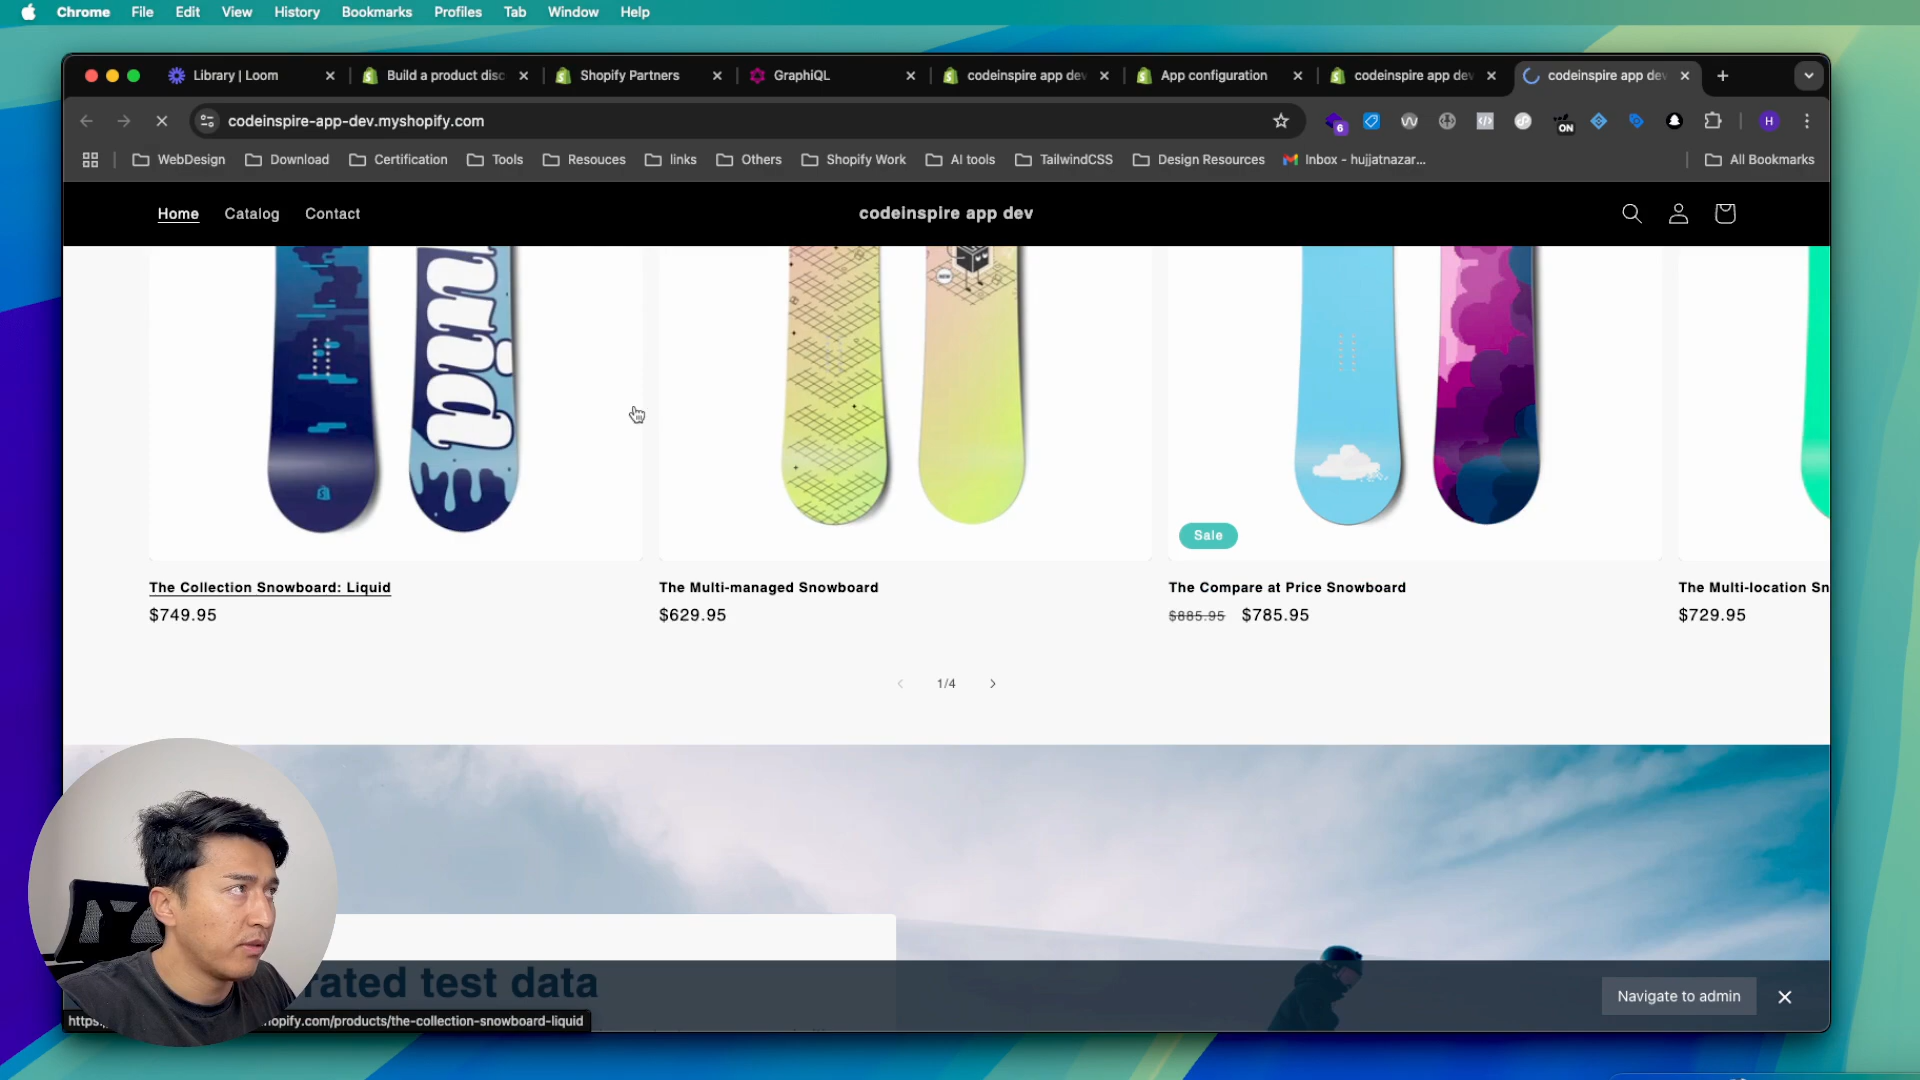 Chrome File Edit View History Bookmarks Profiles Tab Window Help
Library | Loom
Build a product disc
Shopify Partners
GraphiQL
codeinspire app dev
App configuration
codeinspire app dev
codeinspire app dev
codeinspire-app-dev.myshopify.com
6
ON
H
WebDesign
Download
Certification
Tools
Resouces
links
Others
Shopify Work
AI tools
TailwindCSS
Design Resources
Inbox - hujjatnazar...
All Bookmarks
Home
Catalog
Contact
codeinspire app dev
NEW
Sale
The Collection Snowboard: Liquid
$749.95
The Multi-managed Snowboard
$629.95
The Compare at Price Snowboard
$885.95 $785.95
The Multi-location Sn
$729.95
1/4
rated test data
Navigate to admin
https:
opify.com/products/the-collection-snowboard-liquid